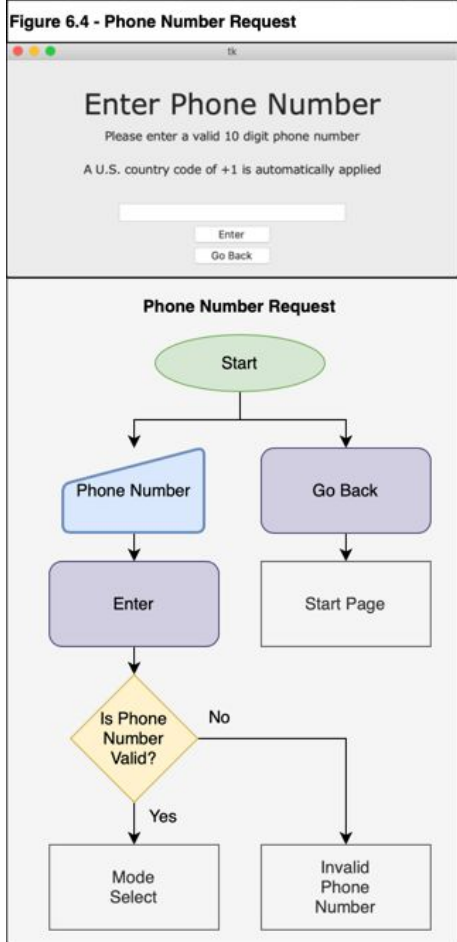 Figure 6.4 - Phone Number Request
tk
Enter Phone Number
Please enter a valid 10 digit phone number
A U.S. country code of +1 is automatically applied
Enter
Go Back
Phone Number Request
Start
Phone Number
Go Back
Enter
Start Page
Is Phone
Number
Valid?
No
Yes
Mode
Select
Invalid
Phone
Number